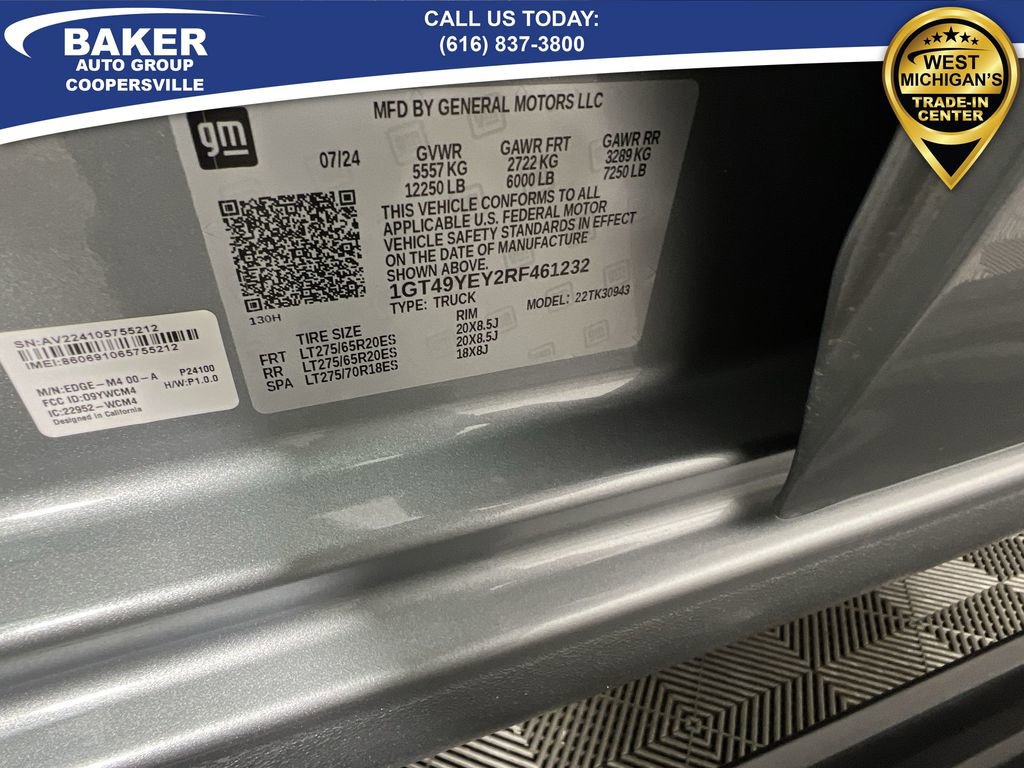 BAKER
AUTO GROUP
COOPERSVILLE
CALL US TODAY:
(616) 837-3800
WEST
MICHIGAN'S
TRADE-IN
CENTER
gm
MFD BY GENERAL MOTORS LLC
07/24
GVWR
5557 KG
12250 LB
GAWR FRT
2722 KG
6000 LB
GAWR RR
3289 KG
7250 LB
THIS VEHICLE CONFORMS TO ALL
APPLICABLE U.S. FEDERAL MOTOR
VEHICLE SAFETY STANDARDS IN EFFECT
ON THE DATE OF MANUFACTURE
SHOWN ABOVE.
1GT49YEY2RF461232
TYPE: TRUCK MODEL: 22TK30943
130H
TIRE SIZE RIM
FRT LT275/65R20ES 20X8.5J
RR LT275/65R20ES 20X8.5J
SPA LT275/70R18ES 18X8J
SN:AV224105755212
IMEI:860691065755212
M/N:EDGE-M4 00-A P24100
FCC ID:09YWCM4 H/W:P1.0.0
IC:22952-WCM4
Designed in California